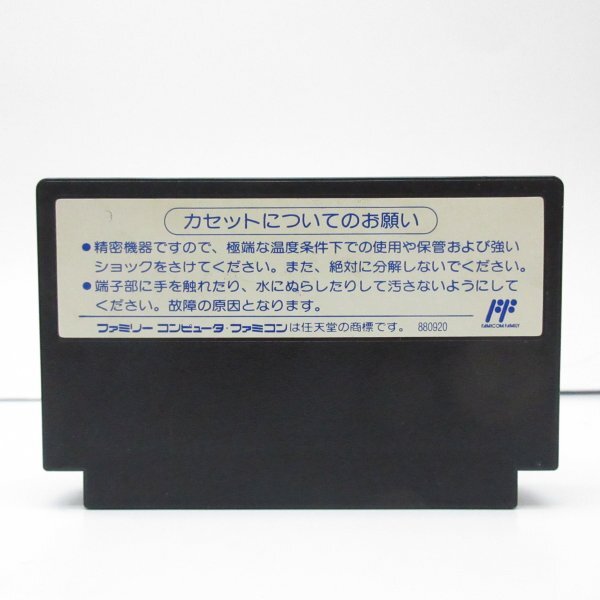 カセットについてのお願い
●精密機器ですので、極端な温度条件下での使用や保管および強い
ショックをさけてください。また、絶対に分解しないでください。
●端子部に手を触れたり、水にぬらしたりして汚さないようにして
ください。故障の原因となります。
FAMICOM FAMILY
ファミリー コンピュータ・ファミコンは任天堂の商標です。 880920